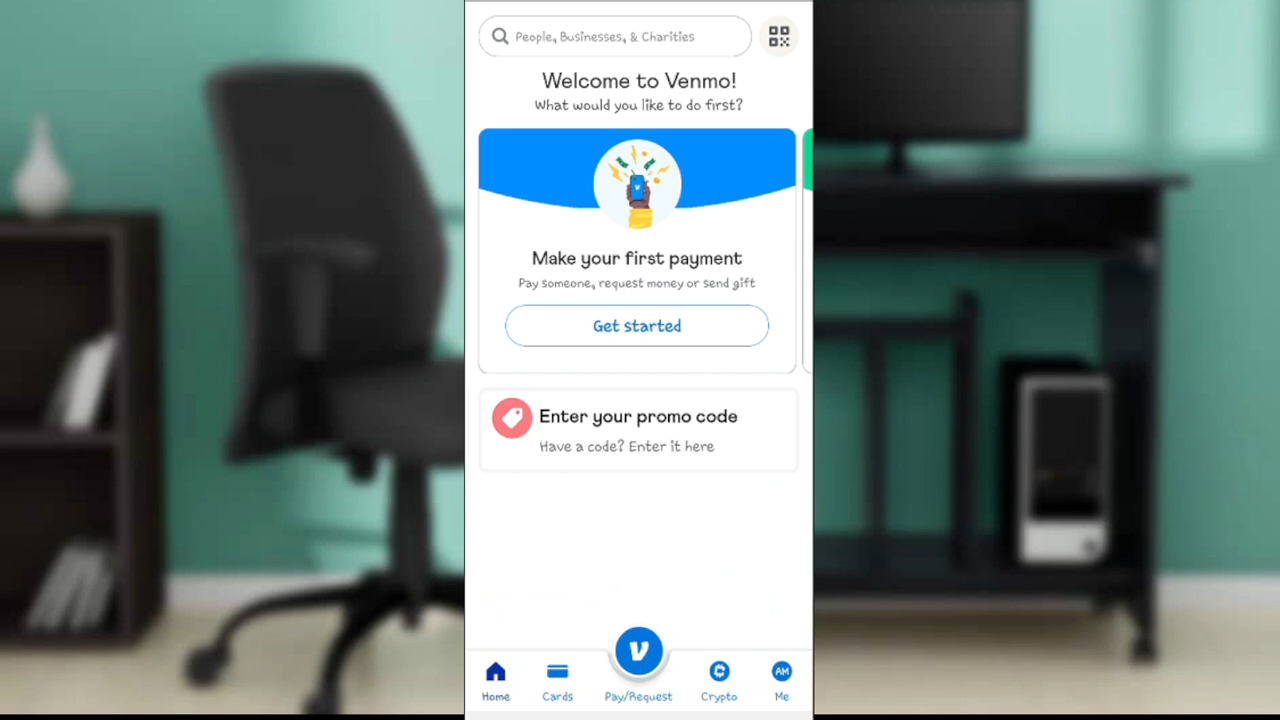 People, Businesses, & Charities
Welcome to Venmo!
What would you like to do first?
Make your first payment
Pay someone, request money or send gift
Get started
Enter your promo code
Have a code? Enter it here
V
Home
Cards
Pay/Request
Crypto
AM
Me